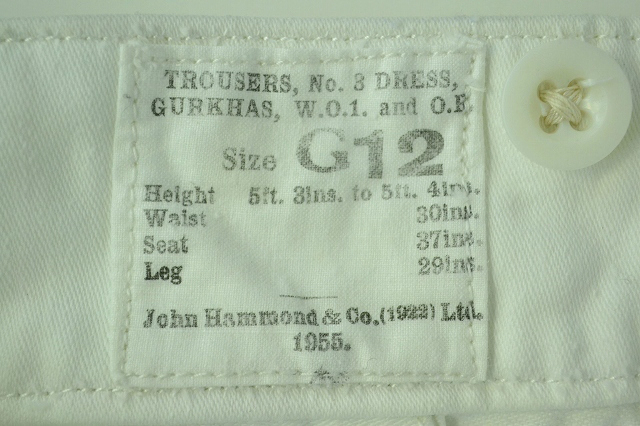 TROUSERS, No. 3 DRESS,
GURKHAS, W.O.1. and O.R.
Size G12
Height 5ft. 3ins. to 5ft. 4ins.
Waist 30ins.
Seat 37ins.
Leg 29ins.
John Hammond & Co. (1922) Ltd.
1955.